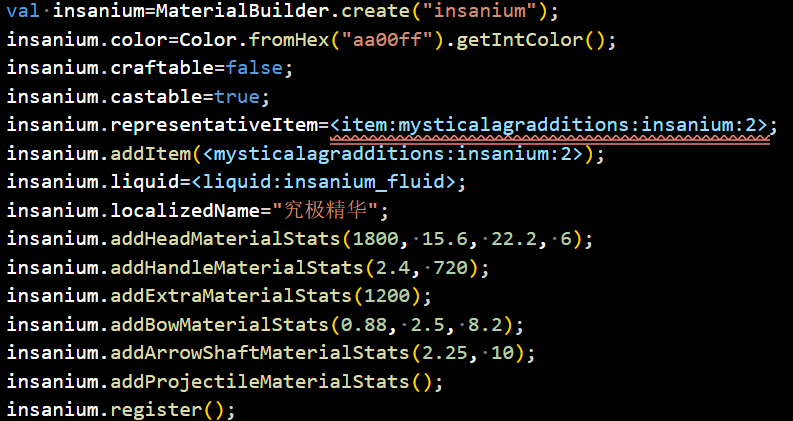 val insanium=MaterialBuilder.create("insanium");
insanium.color=Color.fromHex("aa00ff").getIntColor();
insanium.craftable=false;
insanium.castable=true;
insanium.representativeItem=<item:mysticalagradditions:insanium:2>;
insanium.addItem(<mysticalagradditions:insanium:2>);
insanium.liquid=<liquid:insanium_fluid>;
insanium.localizedName="究极精华";
insanium.addHeadMaterialStats(1800, 15.6, 22.2, 6);
insanium.addHandleMaterialStats(2.4, 720);
insanium.addExtraMaterialStats(1200);
insanium.addBowMaterialStats(0.88, 2.5, 8.2);
insanium.addArrowShaftMaterialStats(2.25, 10);
insanium.addProjectileMaterialStats();
insanium.register();